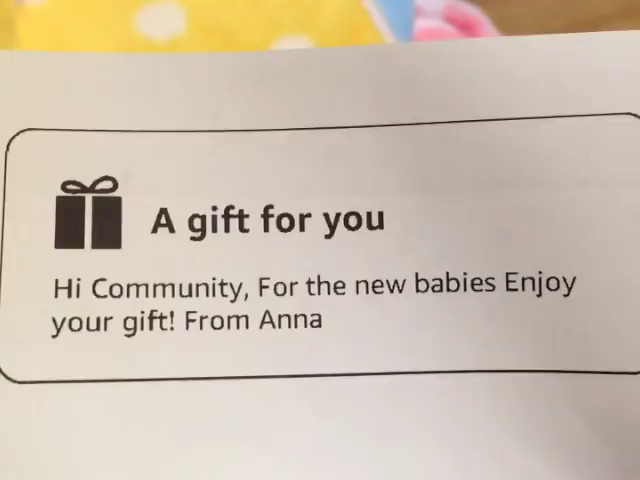 A gift for you
Hi Community, For the new babies Enjoy
your gift! From Anna